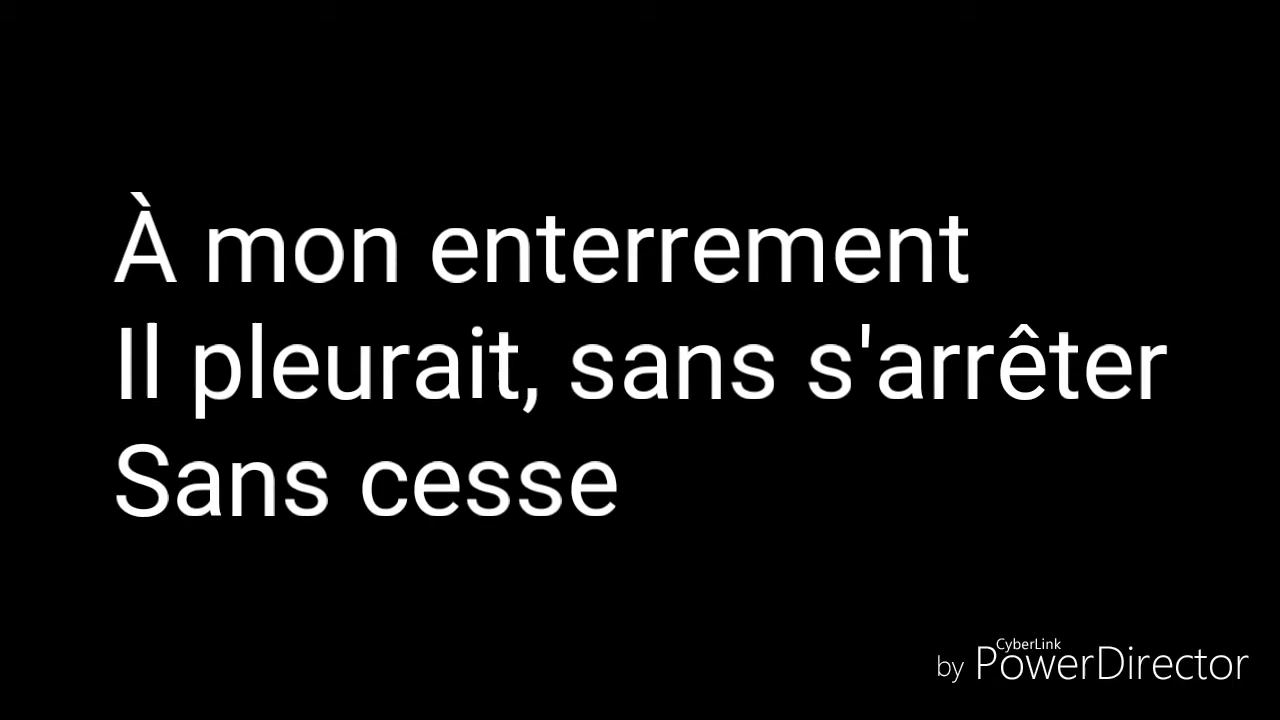 À mon enterrement
Il pleurait, sans s'arrêter
Sans cesse
CyberLink
by PowerDirector